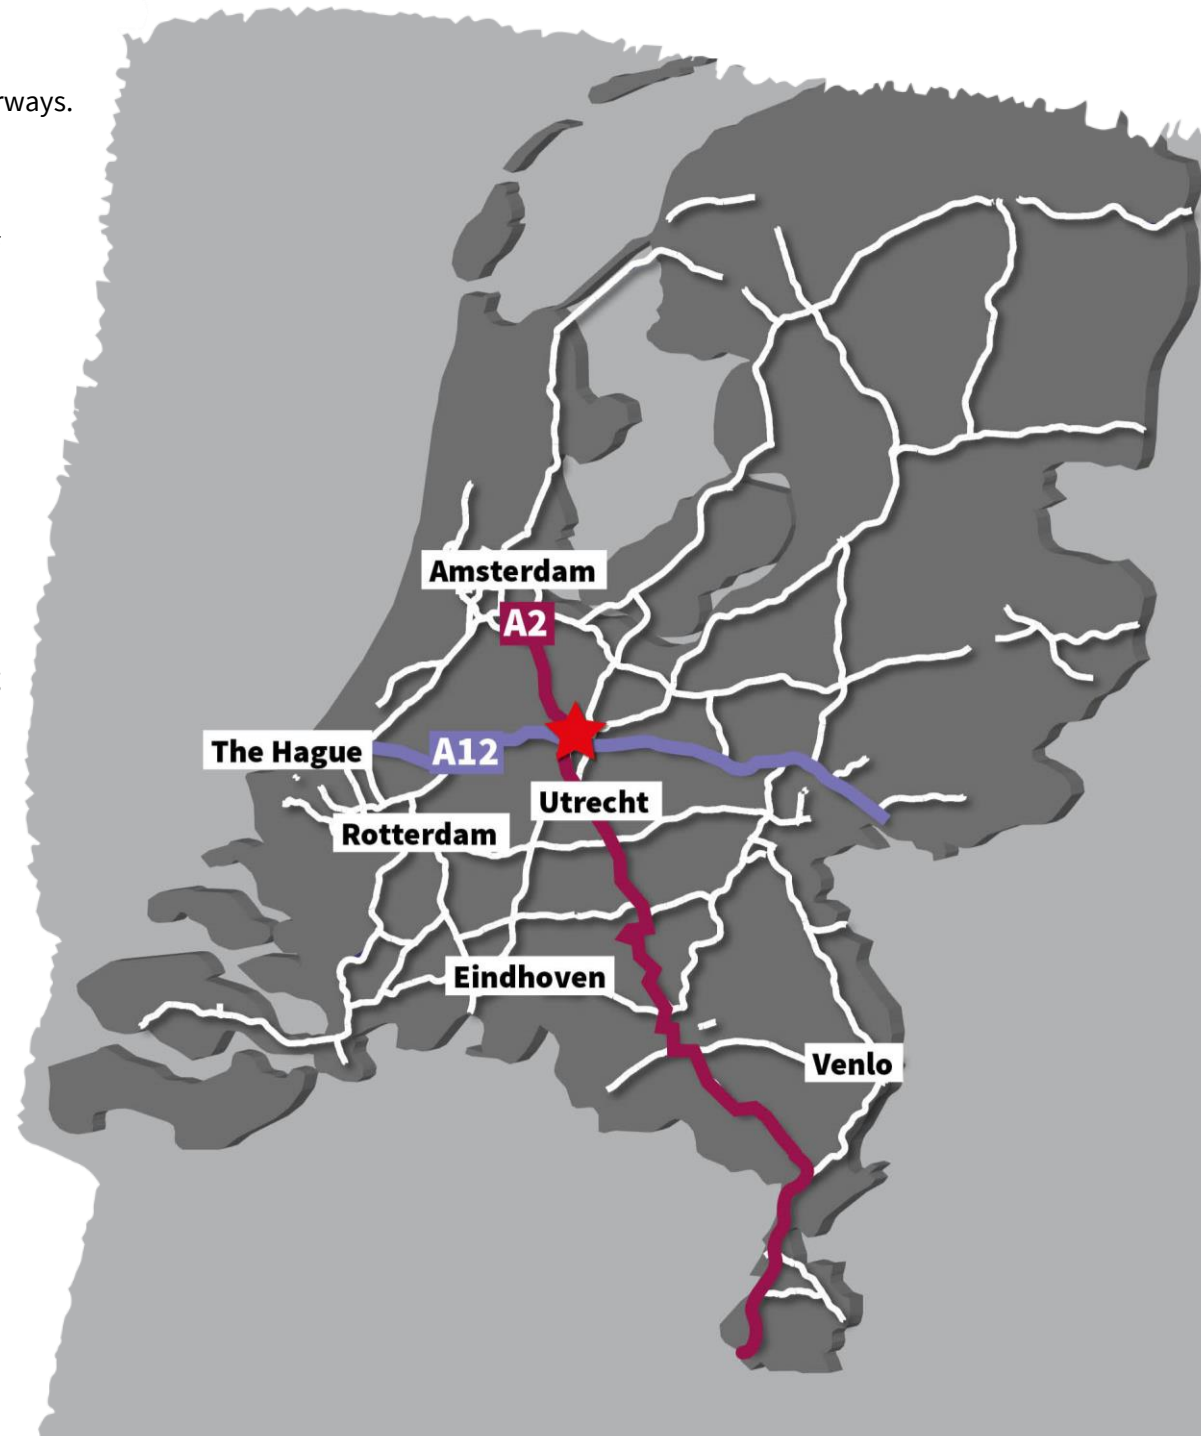 rways.
Amsterdam
A2
The Hague
A12
Utrecht
Rotterdam
Eindhoven
Venlo